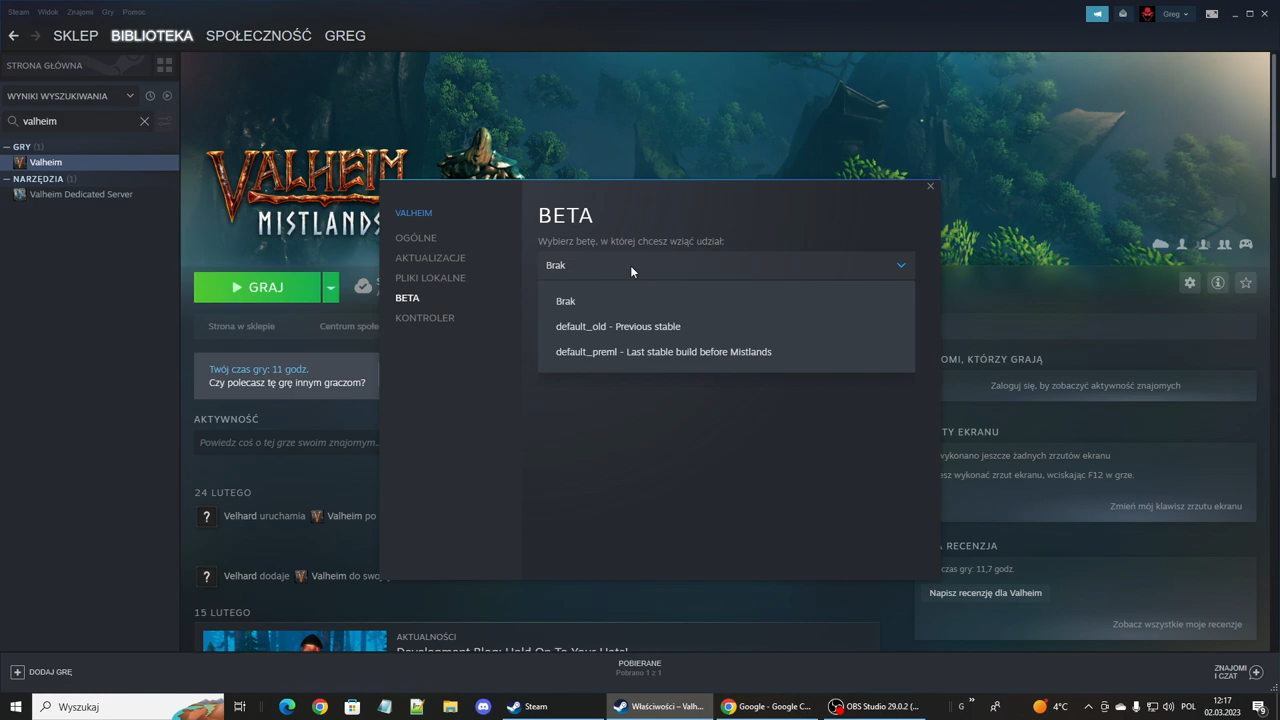 Steam Widok Znajomi Gry Pomoc
Greg
SKLEP BIBLIOTEKA SPOŁECZNOŚĆ GREG
STRONA GŁÓWNA
WYNIKI WYSZUKIWANIA
valheim
GRY (1)
Valheim
NARZĘDZIA (1)
Valheim Dedicated Server
VALHEIM
MISTLANDS
GRAJ
Strona w sklepie
Twój czas gry: 11 godz.
Czy polecasz tę grę innym graczom?
AKTYWNOŚĆ
Powiedz coś o tej grze swoim znajomym...
24 LUTEGO
Velhard uruchamia Valheim po
Velhard dodaje Valheim do
15 LUTEGO
AKTUALNOŚCI
VALHEIM
OGÓLNE
AKTUALIZACJE
PLIKI LOKALNE
BETA
KONTROLER
BETA
Wybierz betę, w której chcesz wziąć udział:
Brak
Brak
default_old - Previous stable
default_preml - Last stable build before Mistlands
KTÓRZY GRAJĄ
Zaloguj się, by zobaczyć aktywność znajomych
EKRANU
jeszcze żadnych zrzutów ekranu
wykonać zrzut ekranu, wciskając F12 w grze.
Zmień mój klawisz zrzutu ekranu
RECENZJA
czas gry: 11,7 godz.
Napisz recenzję dla Valheim
Zobacz wszystkie moje recenzje
DODAJ GRĘ
POBIERANE
Pobrano 1 z 1
ZNAJOMI
I CZAT
Wyszukaj
Steam
Właściwości – Valh...
Google - Google C...
OBS Studio 29.0.2 (...
G
4°C
POL
12:17
02.03.2023